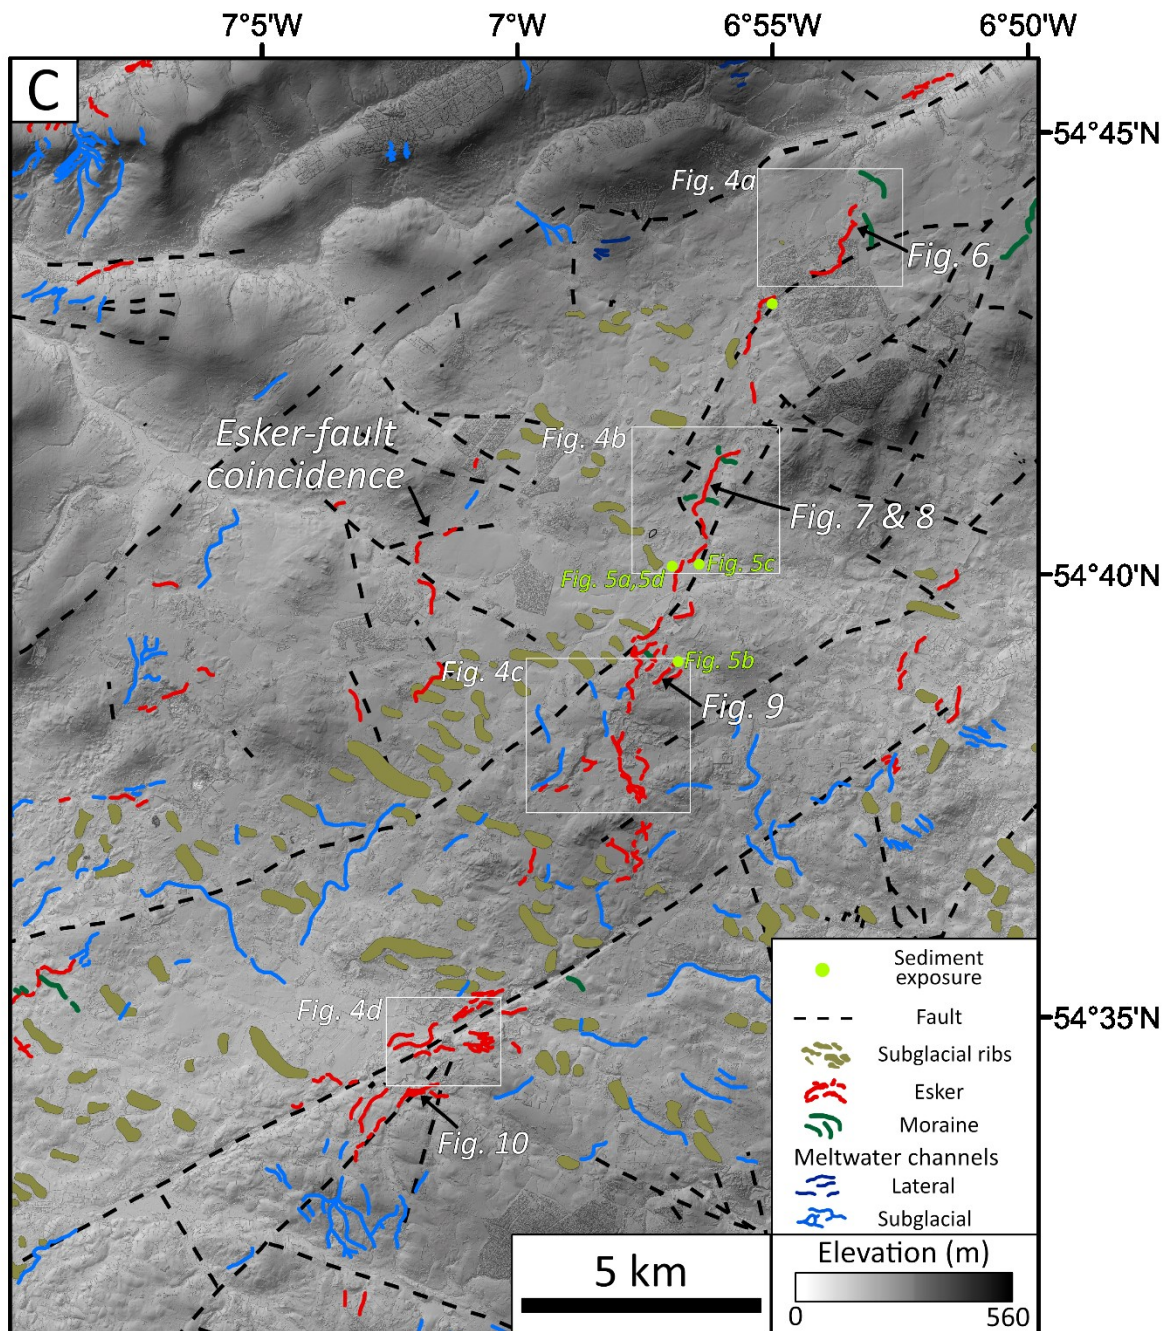 7°5'W
7°W
6°55'W
6°50'W
C
54°45'N
Fig. 4a
Fig. 6
Esker-fault
coincidence
Fig. 4b
Fig. 7 & 8
Fig. 5a,5d
Fig. 5c
54°40'N
Fig. 4c
Fig. 5b
Fig. 9
Fig. 4d
54°35'N
Fig. 10
Sediment
exposure
Fault
Subglacial ribs
Esker
Moraine
Meltwater channels
Lateral
Subglacial
5 km
Elevation (m)
0
560